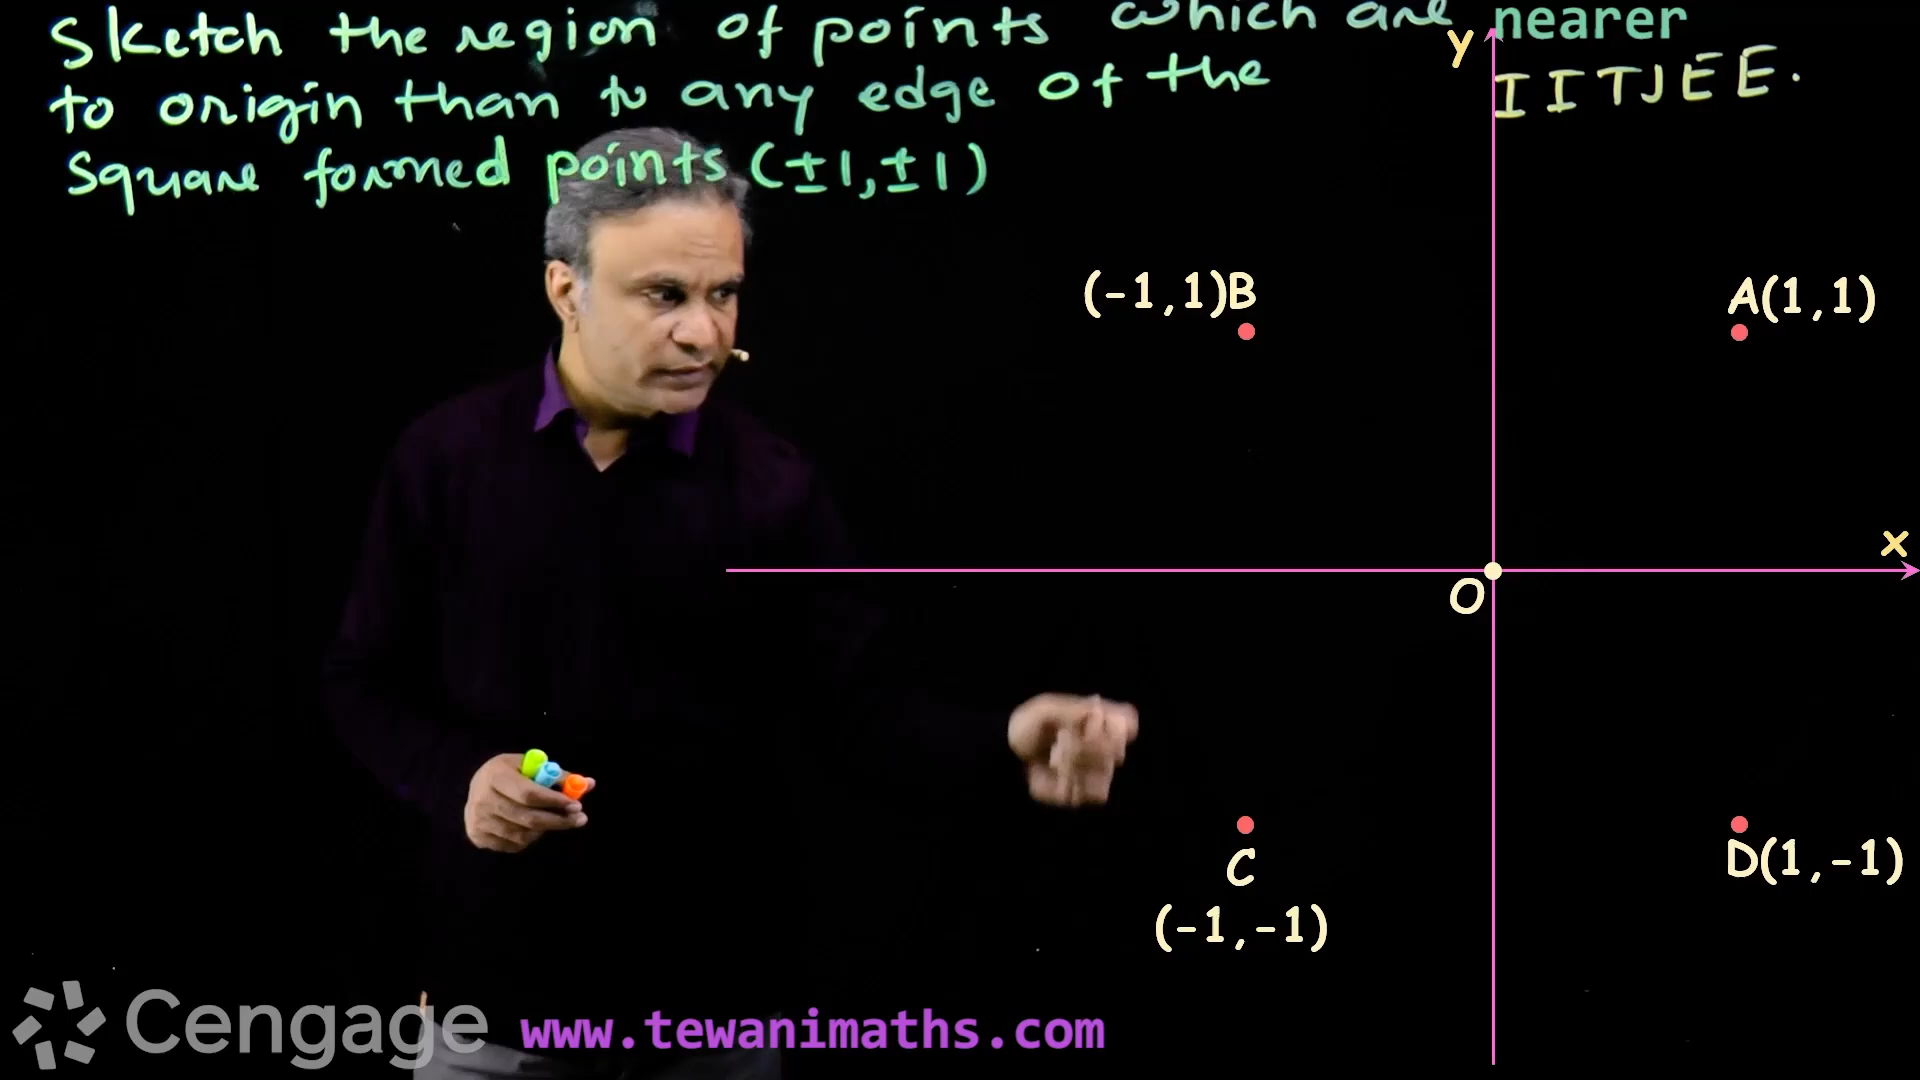 Sketch the region of points which are nearer
to origin than to any edge of the
IITJEE.
Square formed points (±1,±1)
y
(-1,1)B
A(1,1)
x
O
C
D(1,-1)
(-1,-1)
Cengage
www.tewanimaths.com